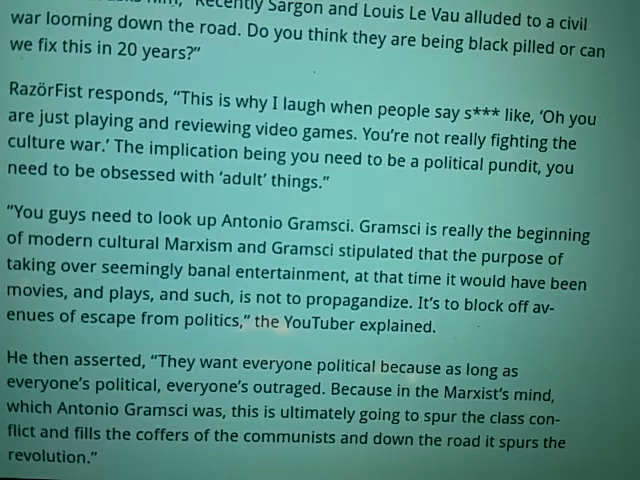 Recently Sargon and Louis Le Vau alluded to a civil
war looming down the road. Do you think they are being black pilled or can
we fix this in 20 years?”
RazörFist responds, “This is why I laugh when people say s*** like, ‘Oh you
are just playing and reviewing video games. You’re not really fighting the
culture war.’ The implication being you need to be a political pundit, you
need to be obsessed with ‘adult’ things.”
“You guys need to look up Antonio Gramsci. Gramsci is really the beginning
of modern cultural Marxism and Gramsci stipulated that the purpose of
taking over seemingly banal entertainment, at that time it would have been
movies, and plays, and such, is not to propagandize. It’s to block off av-
enues of escape from politics,” the YouTuber explained.
He then asserted, “They want everyone political because as long as
everyone’s political, everyone’s outraged. Because in the Marxist’s mind,
which Antonio Gramsci was, this is ultimately going to spur the class con-
flict and fills the coffers of the communists and down the road it spurs the
revolution.”